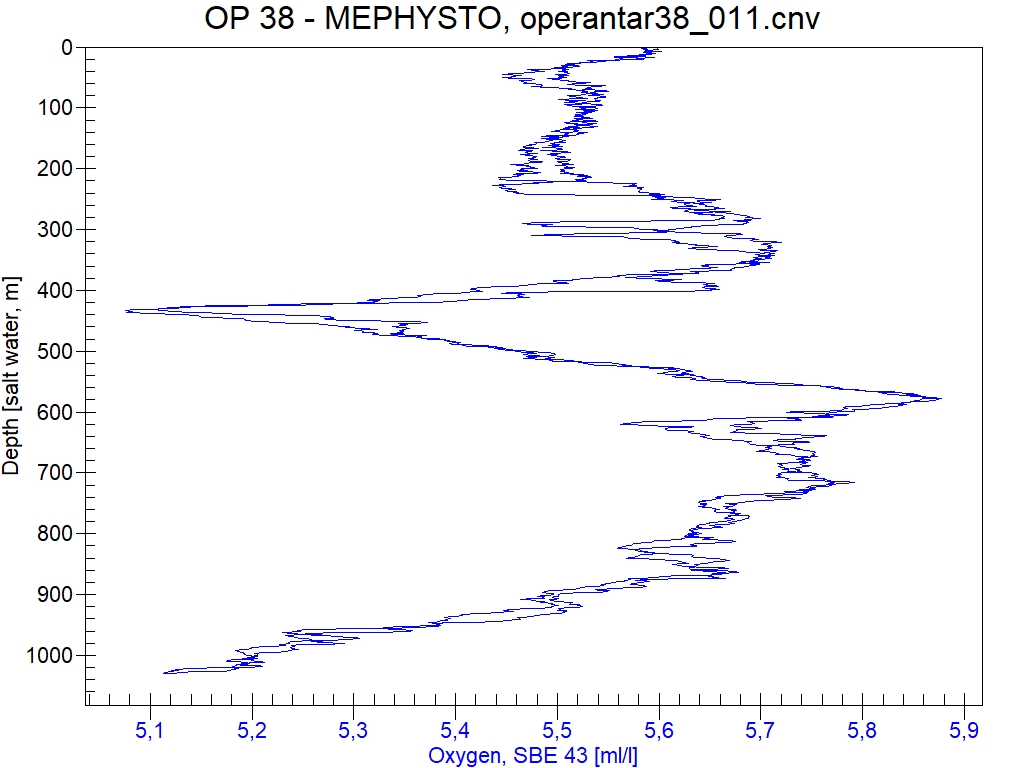 OP 38 - MEPHYSTO, operantar38_011.cnv
0
100
200
300
400
500
600
700
800
900
1000
Depth [salt water, m]
5,1 5,2 5,3 5,4 5,5 5,6 5,7 5,8 5,9
Oxygen, SBE 43 [ml/l]